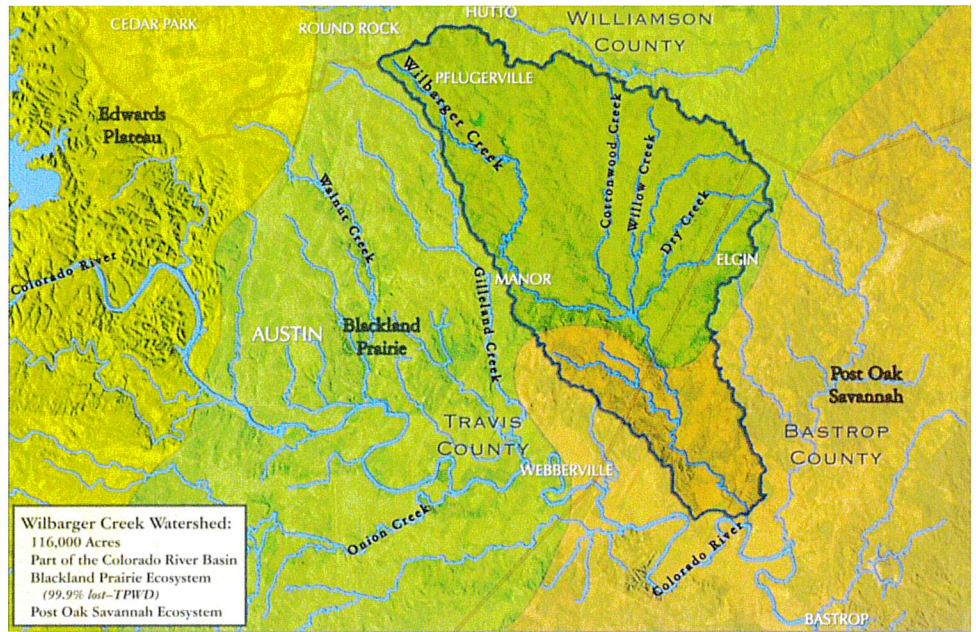 CEDAR PARK
ROUND ROCK
HUTTO
WILLIAMSON
COUNTY
PFLUGERVILLE
Wilbarger Creek
Edwards
Plateau
Cottonwood Creek
Willow Creek
Dry Creek
Walnut Creek
Colorado River
Gilleland Creek
MANOR
ELGIN
AUSTIN
Blackland
Prairie
Post Oak
Savannah
TRAVIS
COUNTY
BASTROP
COUNTY
WEBBERVILLE
Onion Creek
Colorado River
BASTROP
Wilbarger Creek Watershed:
116,000 Acres
Part of the Colorado River Basin
Blackland Prairie Ecosystem
(99.9% lost–TPWD)
Post Oak Savannah Ecosystem